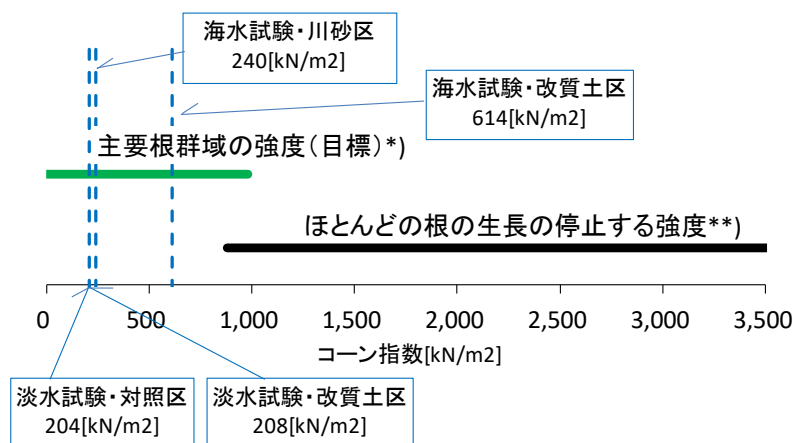 海水試験・川砂区
240[kN/m2]
海水試験・改質土区
614[kN/m2]
主要根群域の強度(目標)*)
ほとんどの根の生長の停止する強度**)
0 500 1,000 1,500 2,000 2,500 3,000 3,500
コーン指数[kN/m2]
淡水試験・対照区
204[kN/m2]
淡水試験・改質土区
208[kN/m2]